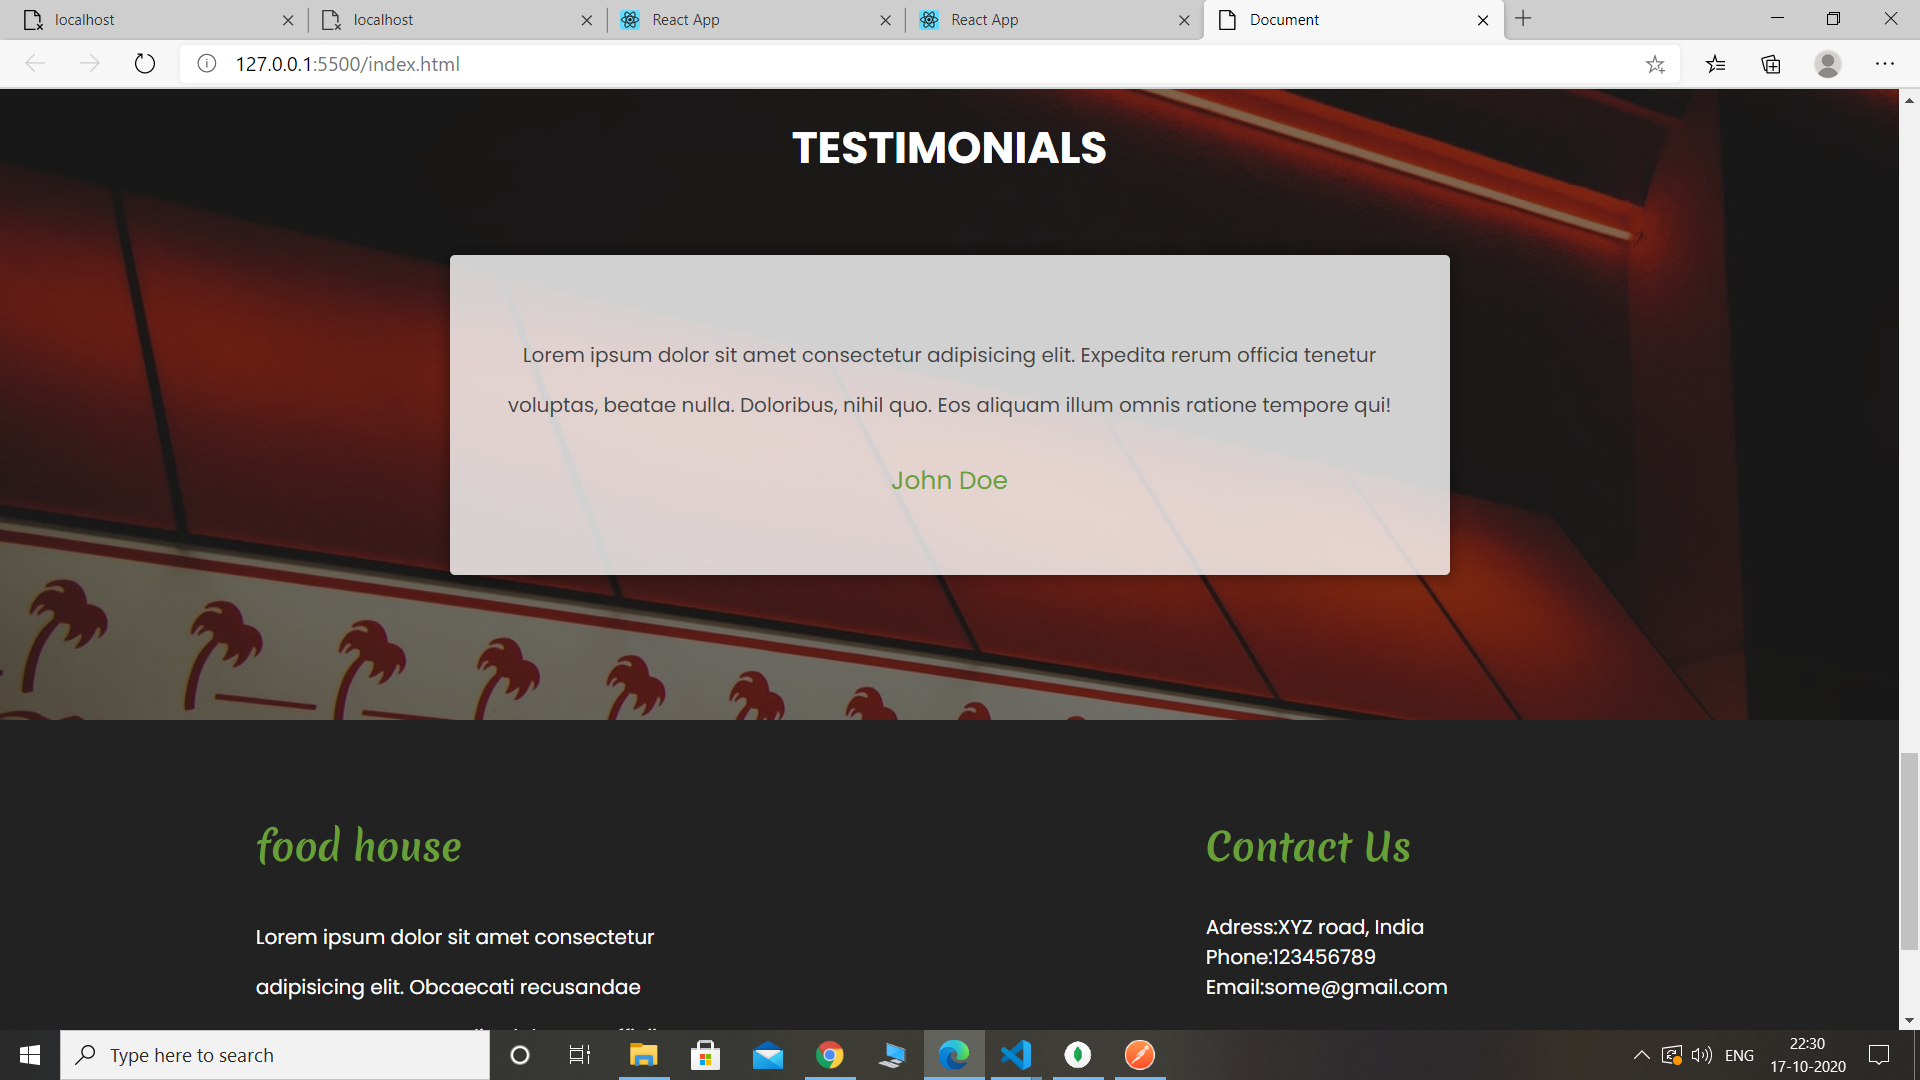 localhost
localhost
React App
React App
Document
127.0.0.1:5500/index.html
TESTIMONIALS
Lorem ipsum dolor sit amet consectetur adipisicing elit. Expedita rerum officia tenetur
voluptas, beatae nulla. Doloribus, nihil quo. Eos aliquam illum omnis ratione tempore qui!
John Doe
food house
Lorem ipsum dolor sit amet consectetur
adipisicing elit. Obcaecati recusandae
Contact Us
Adress:XYZ road, India
Phone:123456789
Email:some@gmail.com
Type here to search
ENG
22:30
17-10-2020